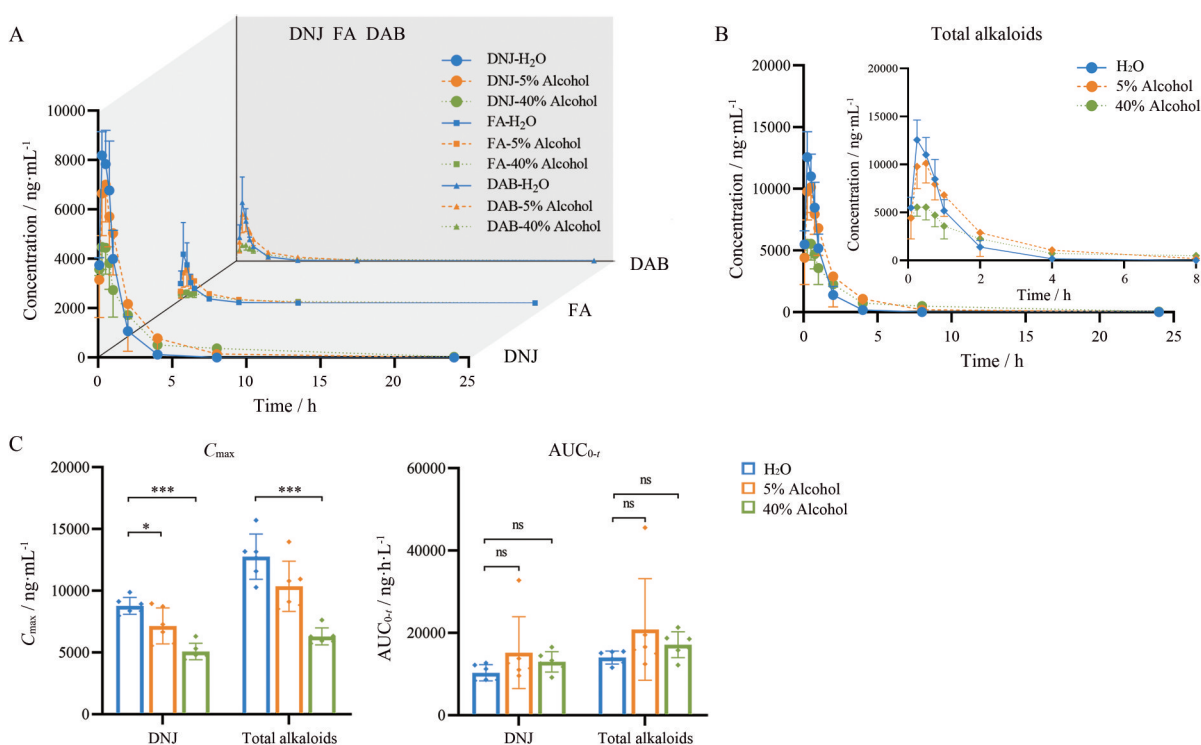 A
DNJ FA DAB
DNJ-H₂O
DNJ-5% Alcohol
DNJ-40% Alcohol
FA-H₂O
FA-5% Alcohol
FA-40% Alcohol
DAB-H₂O
DAB-5% Alcohol
DAB-40% Alcohol
Concentration / ng·mL⁻¹
10000
8000
6000
4000
2000
0
0 5 10 15 20 25
Time / h
DAB
FA
DNJ
B
Total alkaloids
H₂O
5% Alcohol
40% Alcohol
Concentration / ng·mL⁻¹
20000
15000
10000
5000
0
0 5 10 15 20 25
Time / h
Concentration / ng·mL⁻¹
20000
15000
10000
5000
0
0 2 4 6 8
Time / h
C
Cmax
Cmax / ng·mL⁻¹
20000
15000
10000
5000
0
***
*
***
DNJ Total alkaloids
AUC₀₋t
AUC₀₋t / ng·h·L⁻¹
60000
40000
20000
0
ns
ns
ns
ns
DNJ Total alkaloids
H₂O
5% Alcohol
40% Alcohol